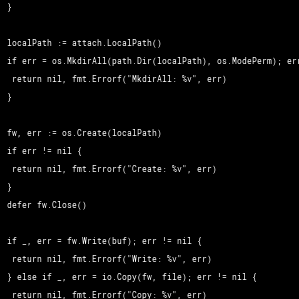 }
localPath := attach.LocalPath()
if err = os.MkdirAll(path.Dir(localPath), os.ModePerm); err
return nil, fmt.Errorf("MkdirAll: %v", err)
}
fw, err := os.Create(localPath)
if err != nil {
return nil, fmt.Errorf("Create: %v", err)
}
defer fw.Close()
if _, err = fw.Write(buf); err != nil {
return nil, fmt.Errorf("Write: %v", err)
} else if _, err = io.Copy(fw, file); err != nil {
return nil, fmt.Errorf("Copy: %v", err)